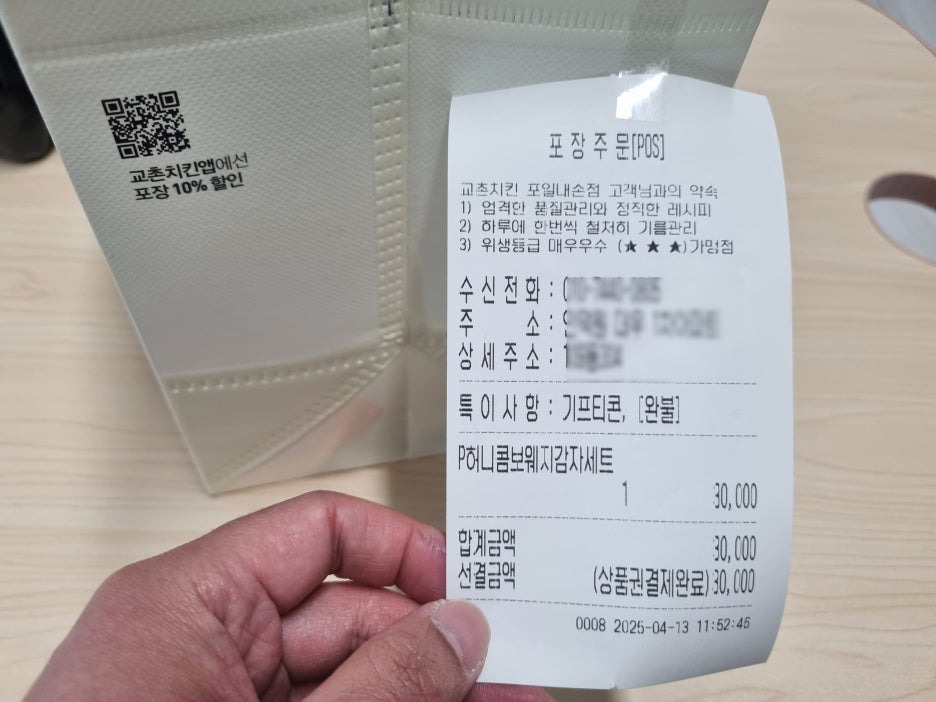 교촌치킨앱에선
포장 10% 할인
포 장 주 문[POS]
교촌치킨 포일내손점 고객님과의 약속
1) 엄격한 품질관리와 정직한 레시피
2) 하루에 한번씩 철처히 기름관리
3) 위생등급 매우우수 (★ ★ ★)가맹점
수 신 전 화 :
주 소 :
상 세 주 소 :
특 이 사 항 : 기프티콘, [완불]
P허니콤보웨지감자세트
1 30,000
합계금액 30,000
선결금액 (상품권결제완료) 30,000
0008 2025-04-13 11:52:46